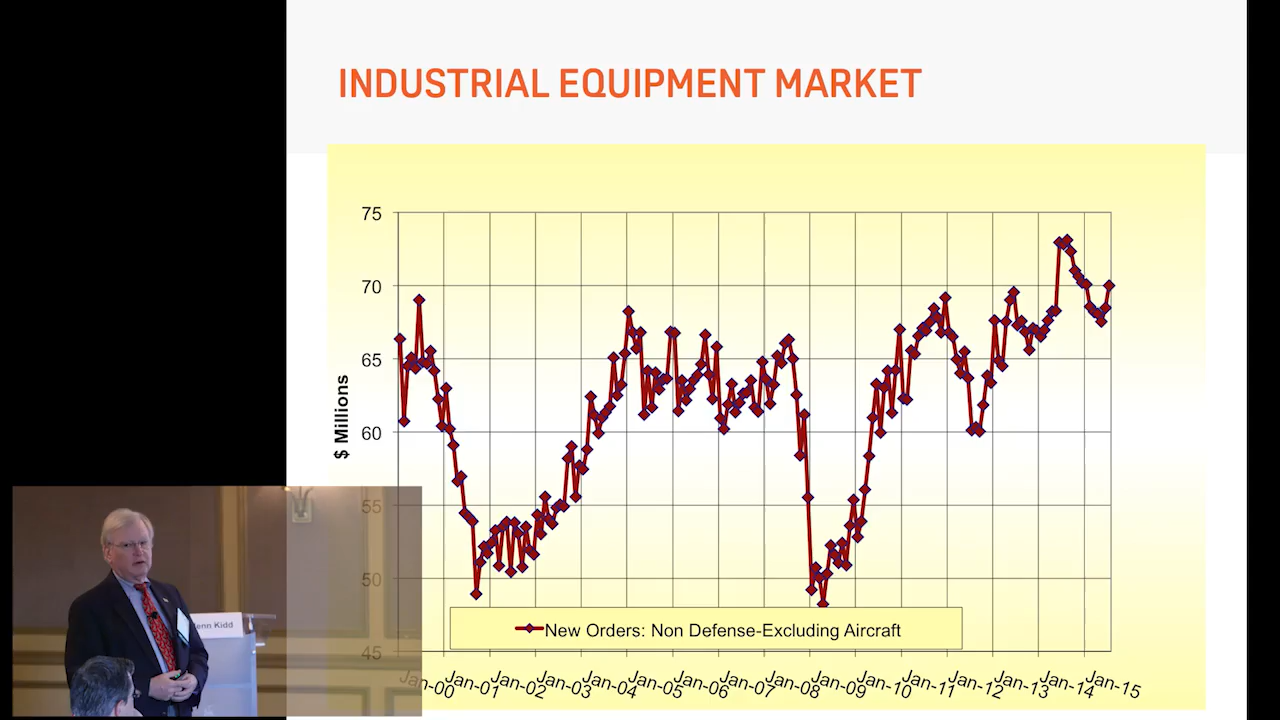 INDUSTRIAL EQUIPMENT MARKET
75
70
65
60
55
50
45
$ Millions
New Orders: Non Defense-Excluding Aircraft
Jan-00 Jan-01 Jan-02 Jan-03 Jan-04 Jan-05 Jan-06 Jan-07 Jan-08 Jan-09 Jan-10 Jan-11 Jan-12 Jan-13 Jan-14 Jan-15
enn Kidd